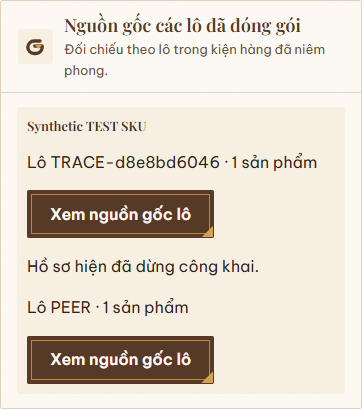 Nguồn gốc các lô đã đóng gói
Đối chiếu theo lô trong kiện hàng đã niêm
phong.
Synthetic TEST SKU
Lô TRACE-d8e8bd6046 · 1 sản phẩm
Xem nguồn gốc lô
Hồ sơ hiện đã dừng công khai.
Lô PEER · 1 sản phẩm
Xem nguồn gốc lô